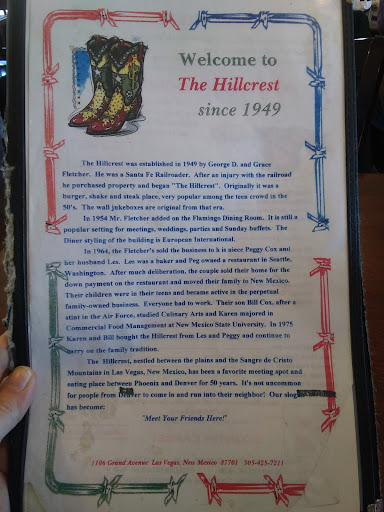 Welcome to
The Hillcrest
since 1949
The Hillcrest was established in 1949 by George D. and Grace
Fletcher. He was a Santa Fe Railroader. After an injury with the railroad
he purchased property and began "The Hillcrest". Originally it was a
burger, shake and steak place, very popular among the teen crowd in the
50's. The wall jukeboxes are original from that era.
In 1954 Mr. Fletcher added on the Flamingo Dining Room. It is still a
popular setting for meetings, weddings, parties and Sunday buffets. The
Diner styling of the building is European International.
In 1964, the Fletcher's sold the business to h is niece Peggy Cox and
her husband Les. Les was a baker and Peg owned a restaurant in Seattle,
Washington. After much deliberation, the couple sold their home for the
down payment on the restaurant and moved their family to New Mexico.
Their children were in their teens and became active in the perpetual
family-owned business. Everyone had to work. Their son Bill Cox, after a
stint in the Air Force, studied Culinary Arts and Karen majored in
Commercial Food Management at New Mexico State University. In 1975
Karen and Bill bought the Hillcrest from Les and Peggy and continue to
carry on the family tradition.
The Hillcrest, nestled between the plains and the Sangre de Cristo
Mountains in Las Vegas, New Mexico, has been a favorite meeting spot and
eating place between Phoenix and Denver for 50 years. It's not uncommon
for people from Denver to come in and run into their neighbor! Our slogan
has become:
"Meet Your Friends Here!"
1106 Grand Avenue Las Vegas, New Mexico 87701 505-425-7211